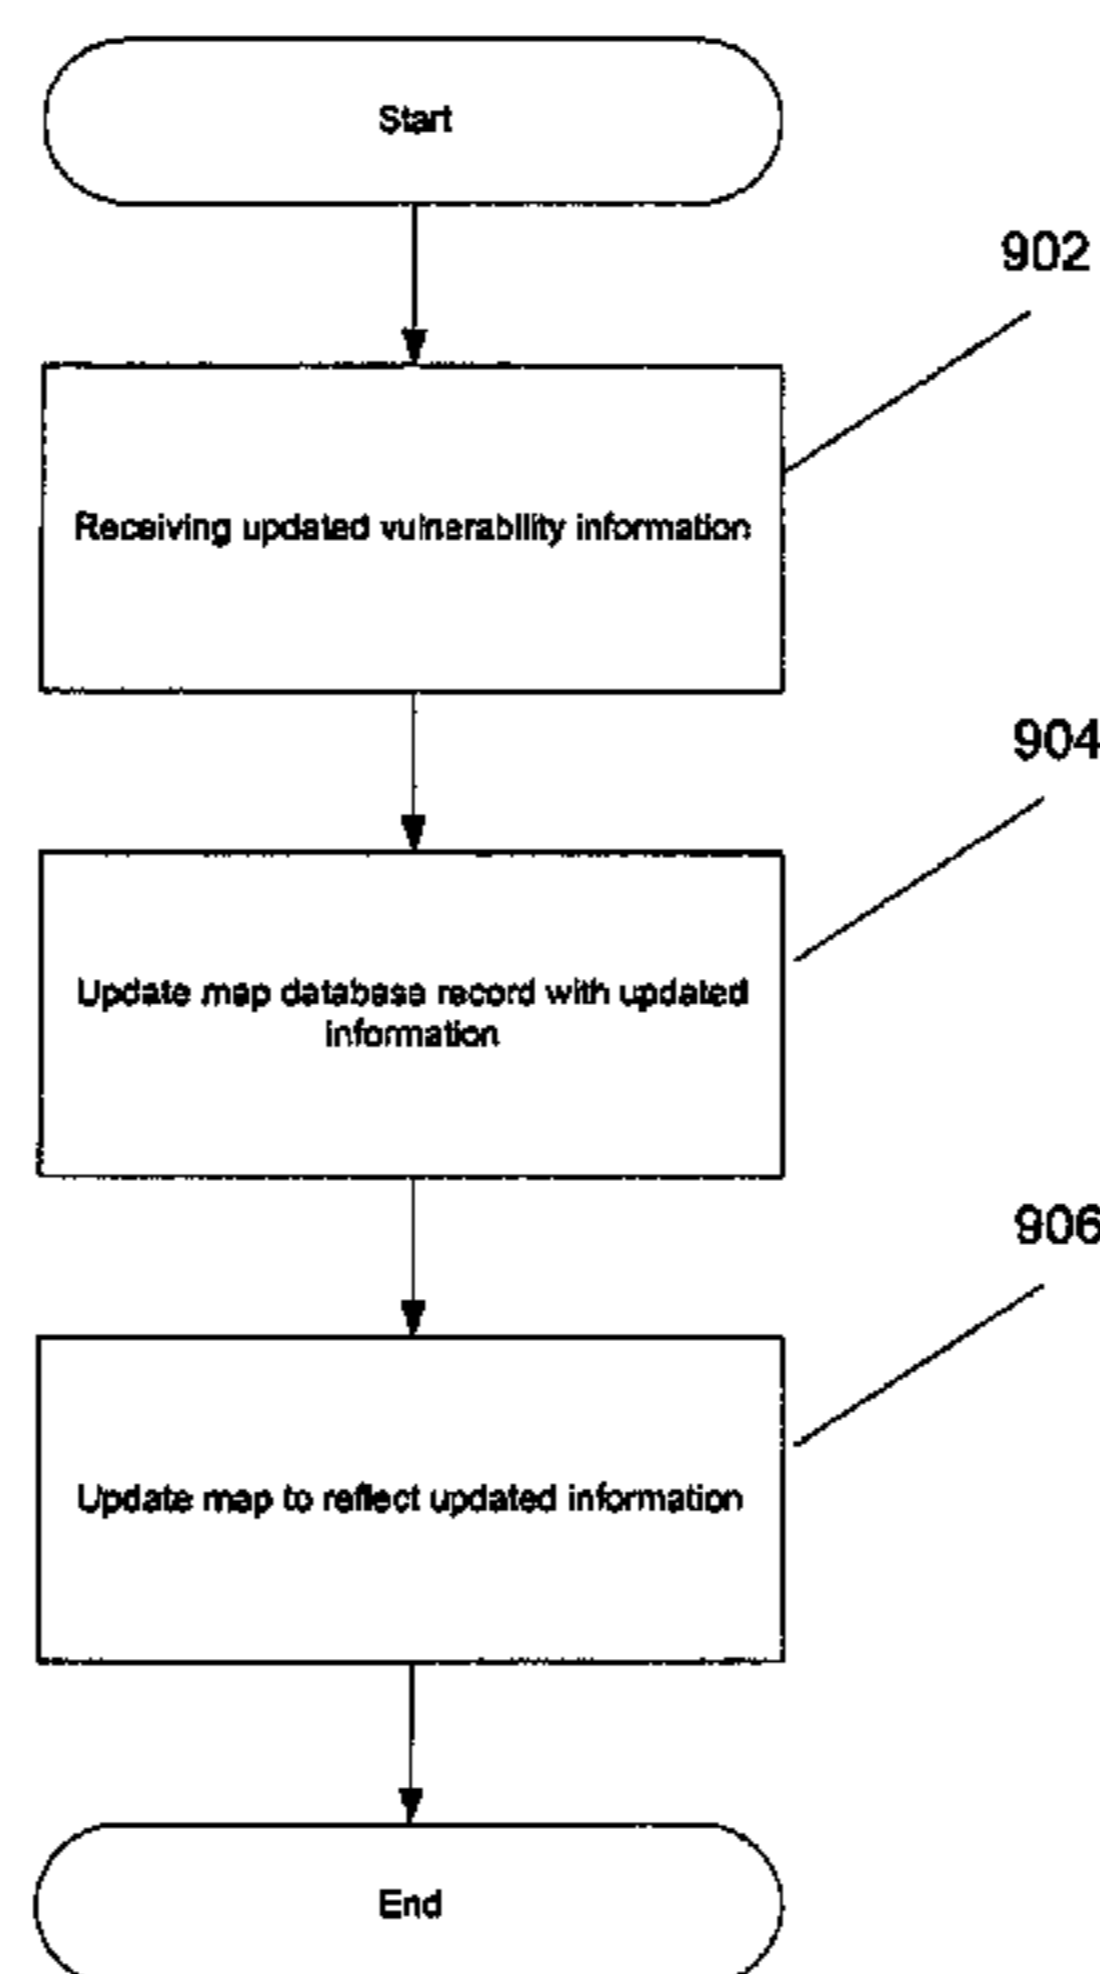 Start
902
Receiving updated vulnerability information
904
Update map database record with updated
information
906
Update map to reflect updated information
End